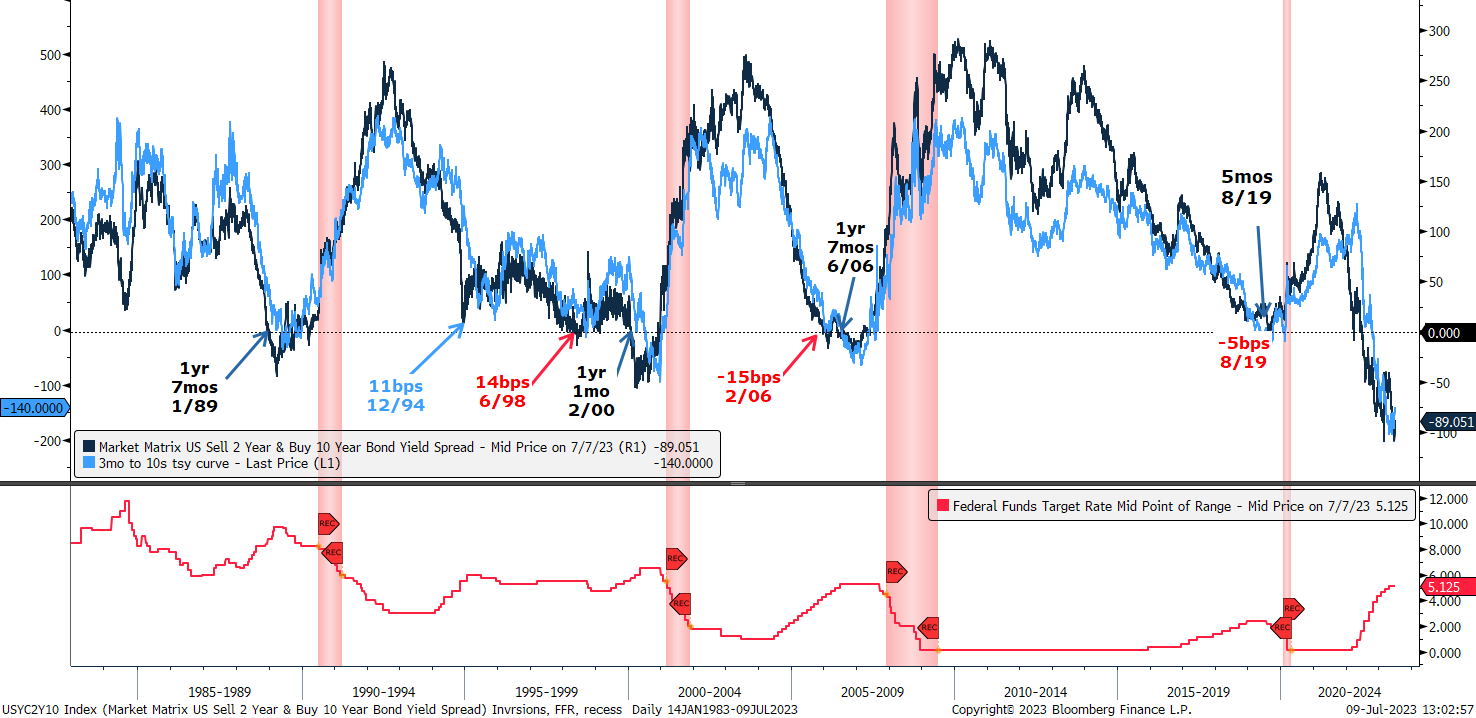 500
400
300
200
100
0
-100
-140.0000
-200
300
250
200
150
100
50
0.000
-50
-89.051
-100
1yr
7mos
1/89
11bps
12/94
14bps
6/98
1yr
1mo
2/00
-15bps
2/06
1yr
7mos
6/06
5mos
8/19
-5bps
8/19
Market Matrix US Sell 2 Year & Buy 10 Year Bond Yield Spread - Mid Price on 7/7/23 (R1) -89.051
3mo to 10s tsy curve - Last Price (L1) -140.0000
Federal Funds Target Rate Mid Point of Range - Mid Price on 7/7/23 5.125
REC
REC
REC
REC
REC
REC
REC
REC
12.000
10.000
8.000
6.000
5.125
4.000
2.000
0.000
1985-1989 1990-1994 1995-1999 2000-2004 2005-2009 2010-2014 2015-2019 2020-2024
USYC2Y10 Index (Market Matrix US Sell 2 Year & Buy 10 Year Bond Yield Spread) Invrsions, FFR, recess Daily 14JAN1983-09JUL2023 Copyright© 2023 Bloomberg Finance L.P. 09-Jul-2023 13:02:57